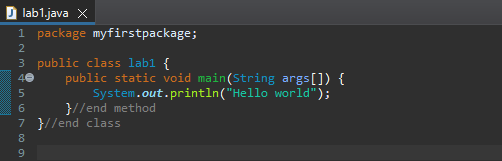 lab1.java
1 package myfirstpackage;
2
3 public class lab1 {
4     public static void main(String args[]) {
5         System.out.println("Hello world");
6     }//end method
7 }//end class
8
9